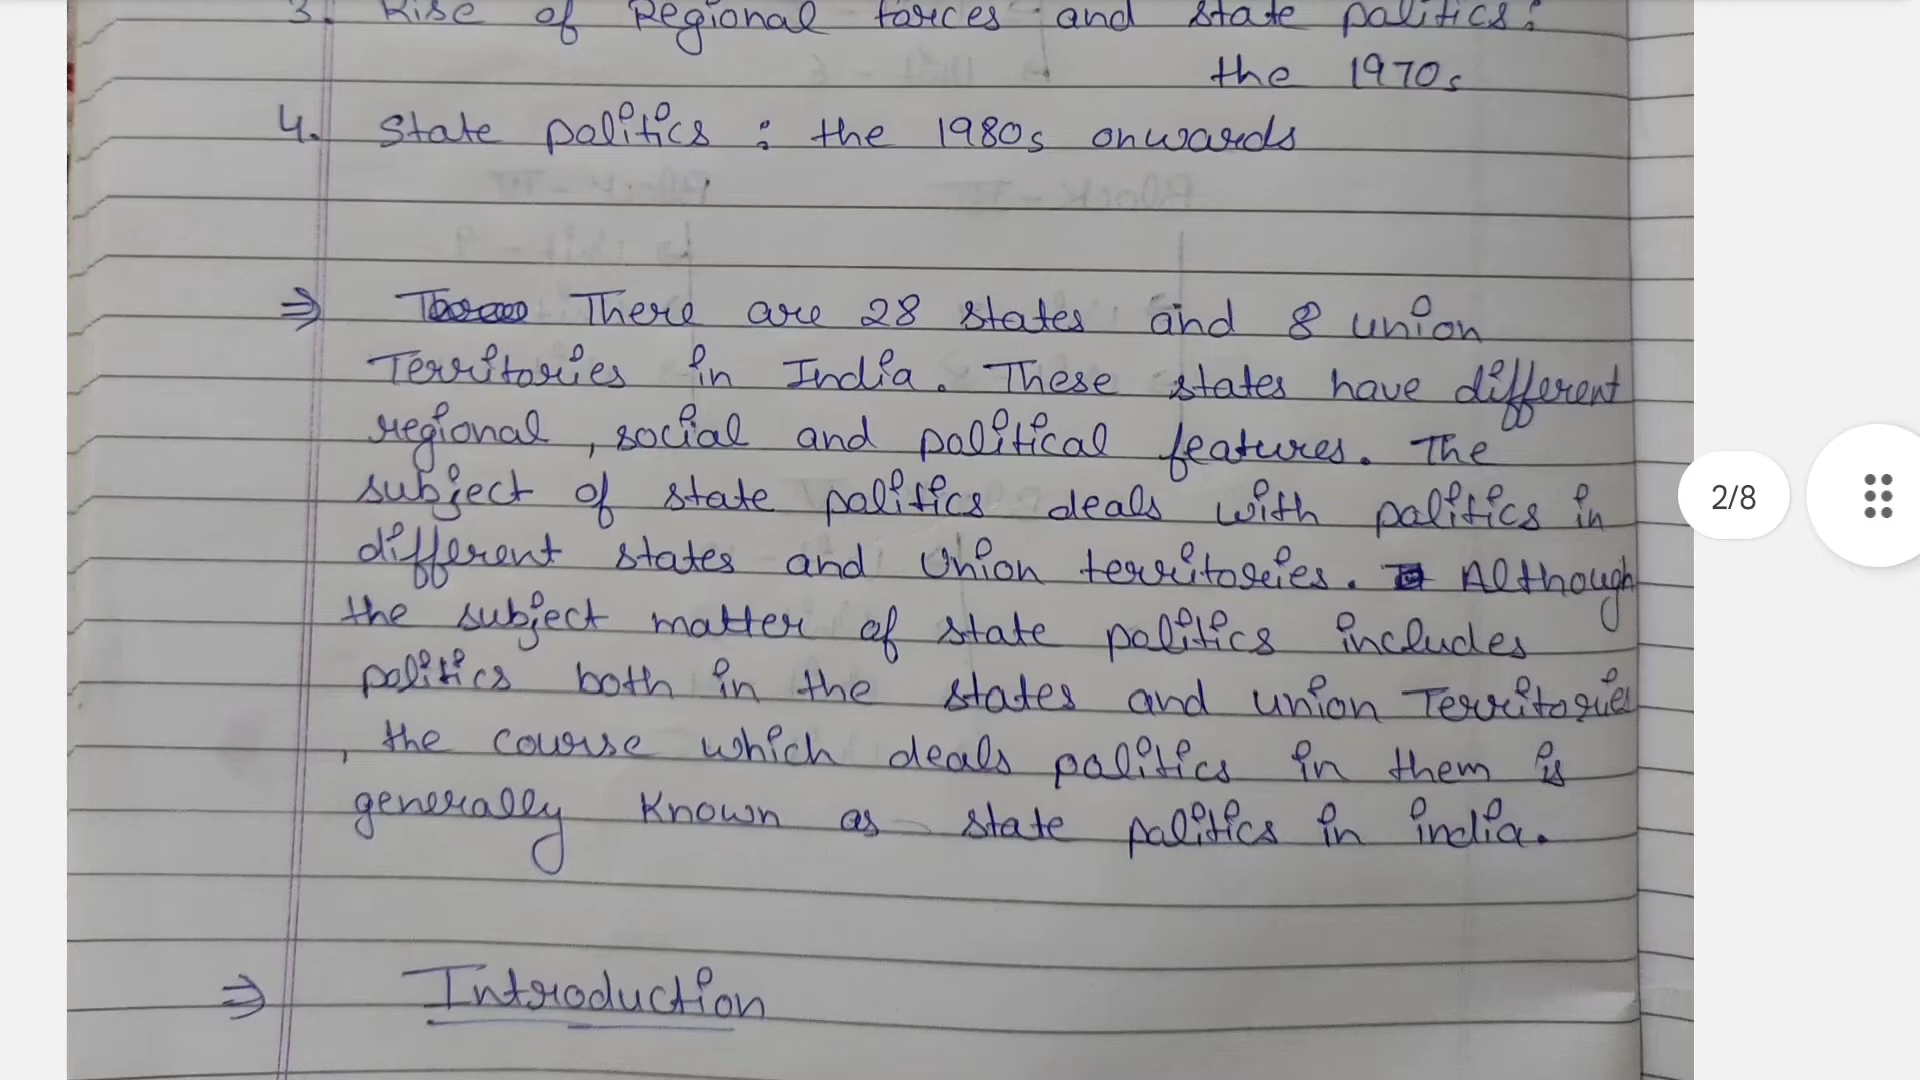 3. Rise of Regional forces and state politics:
the 1970s
4. State politics : the 1980s onwards
⇒ There are 28 states and 8 union
Territories in India. These states have different
regional, social and political features. The
subject of state politics deals with politics in
different states and Union territories. Although
the subject matter of state politics includes
politics both in the states and union Territories
, the course which deals politics in them is
generally known as state politics in india.
⇒ Introduction
2/8